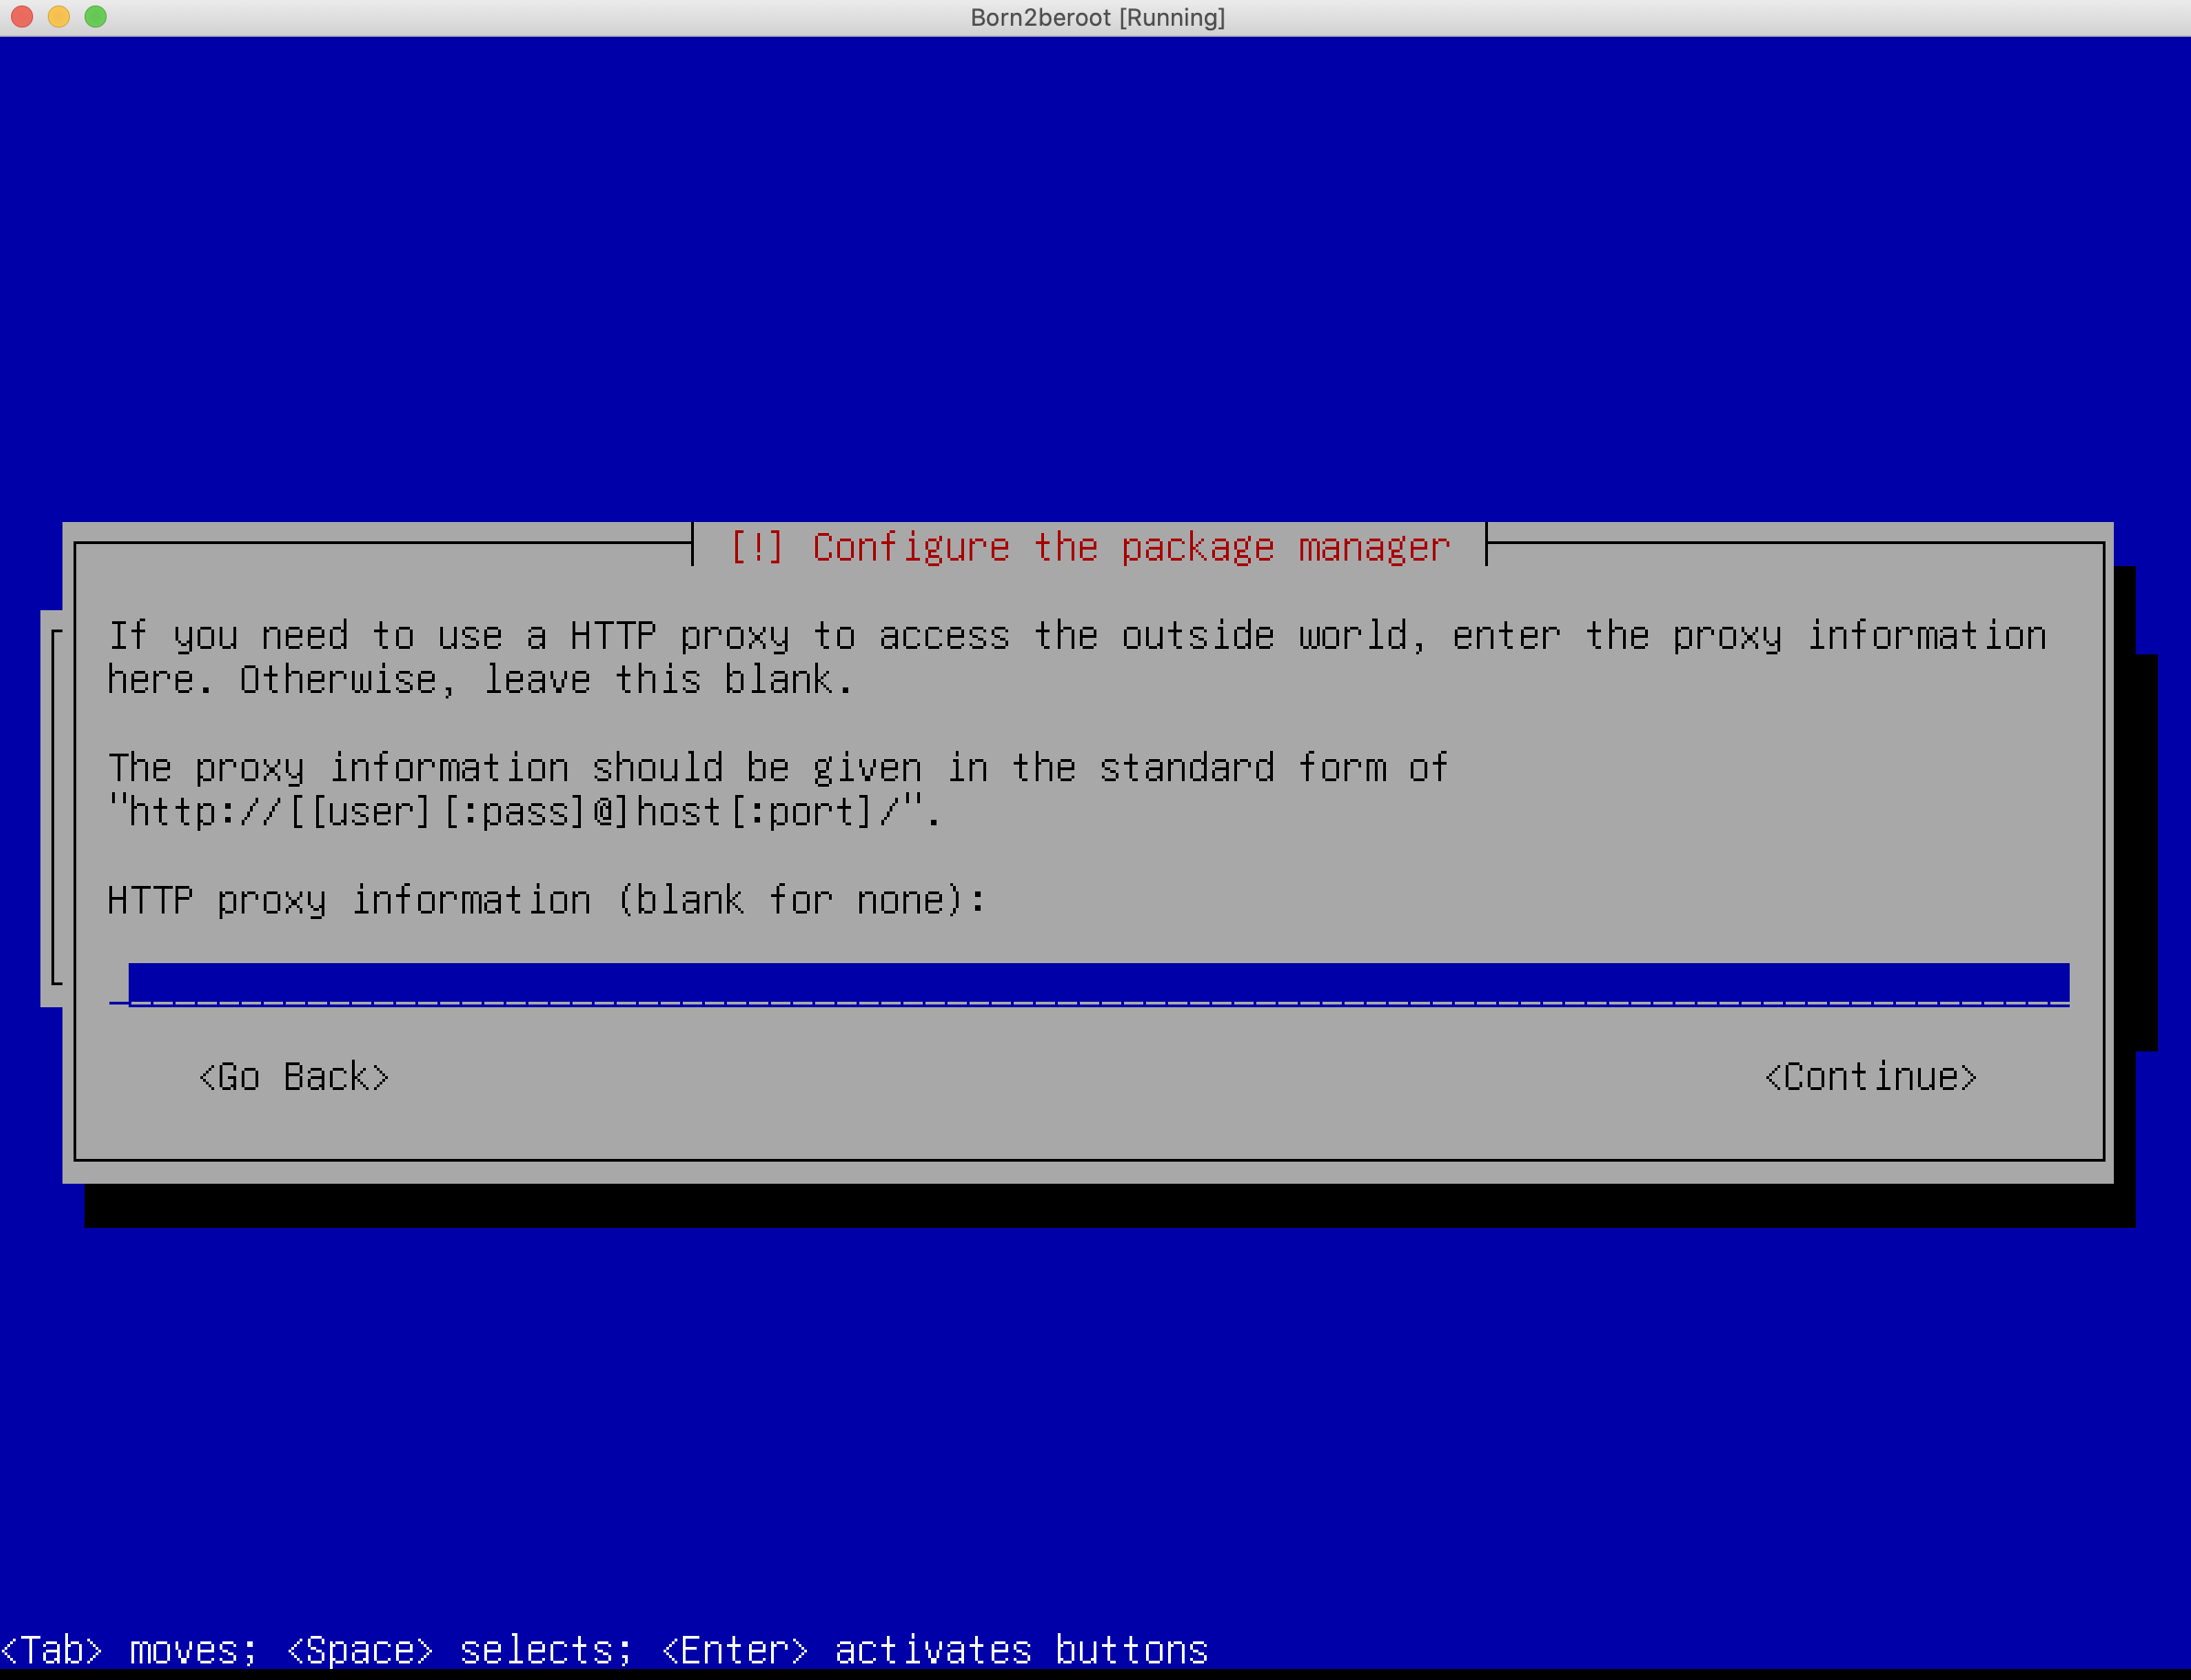 Born2beroot [Running]
[!] Configure the package manager
If you need to use a HTTP proxy to access the outside world, enter the proxy information
here. Otherwise, leave this blank.
The proxy information should be given in the standard form of
"http://[[user][:pass]@]host[:port]/".
HTTP proxy information (blank for none):
<Go Back> <Continue>
<Tab> moves; <Space> selects; <Enter> activates buttons